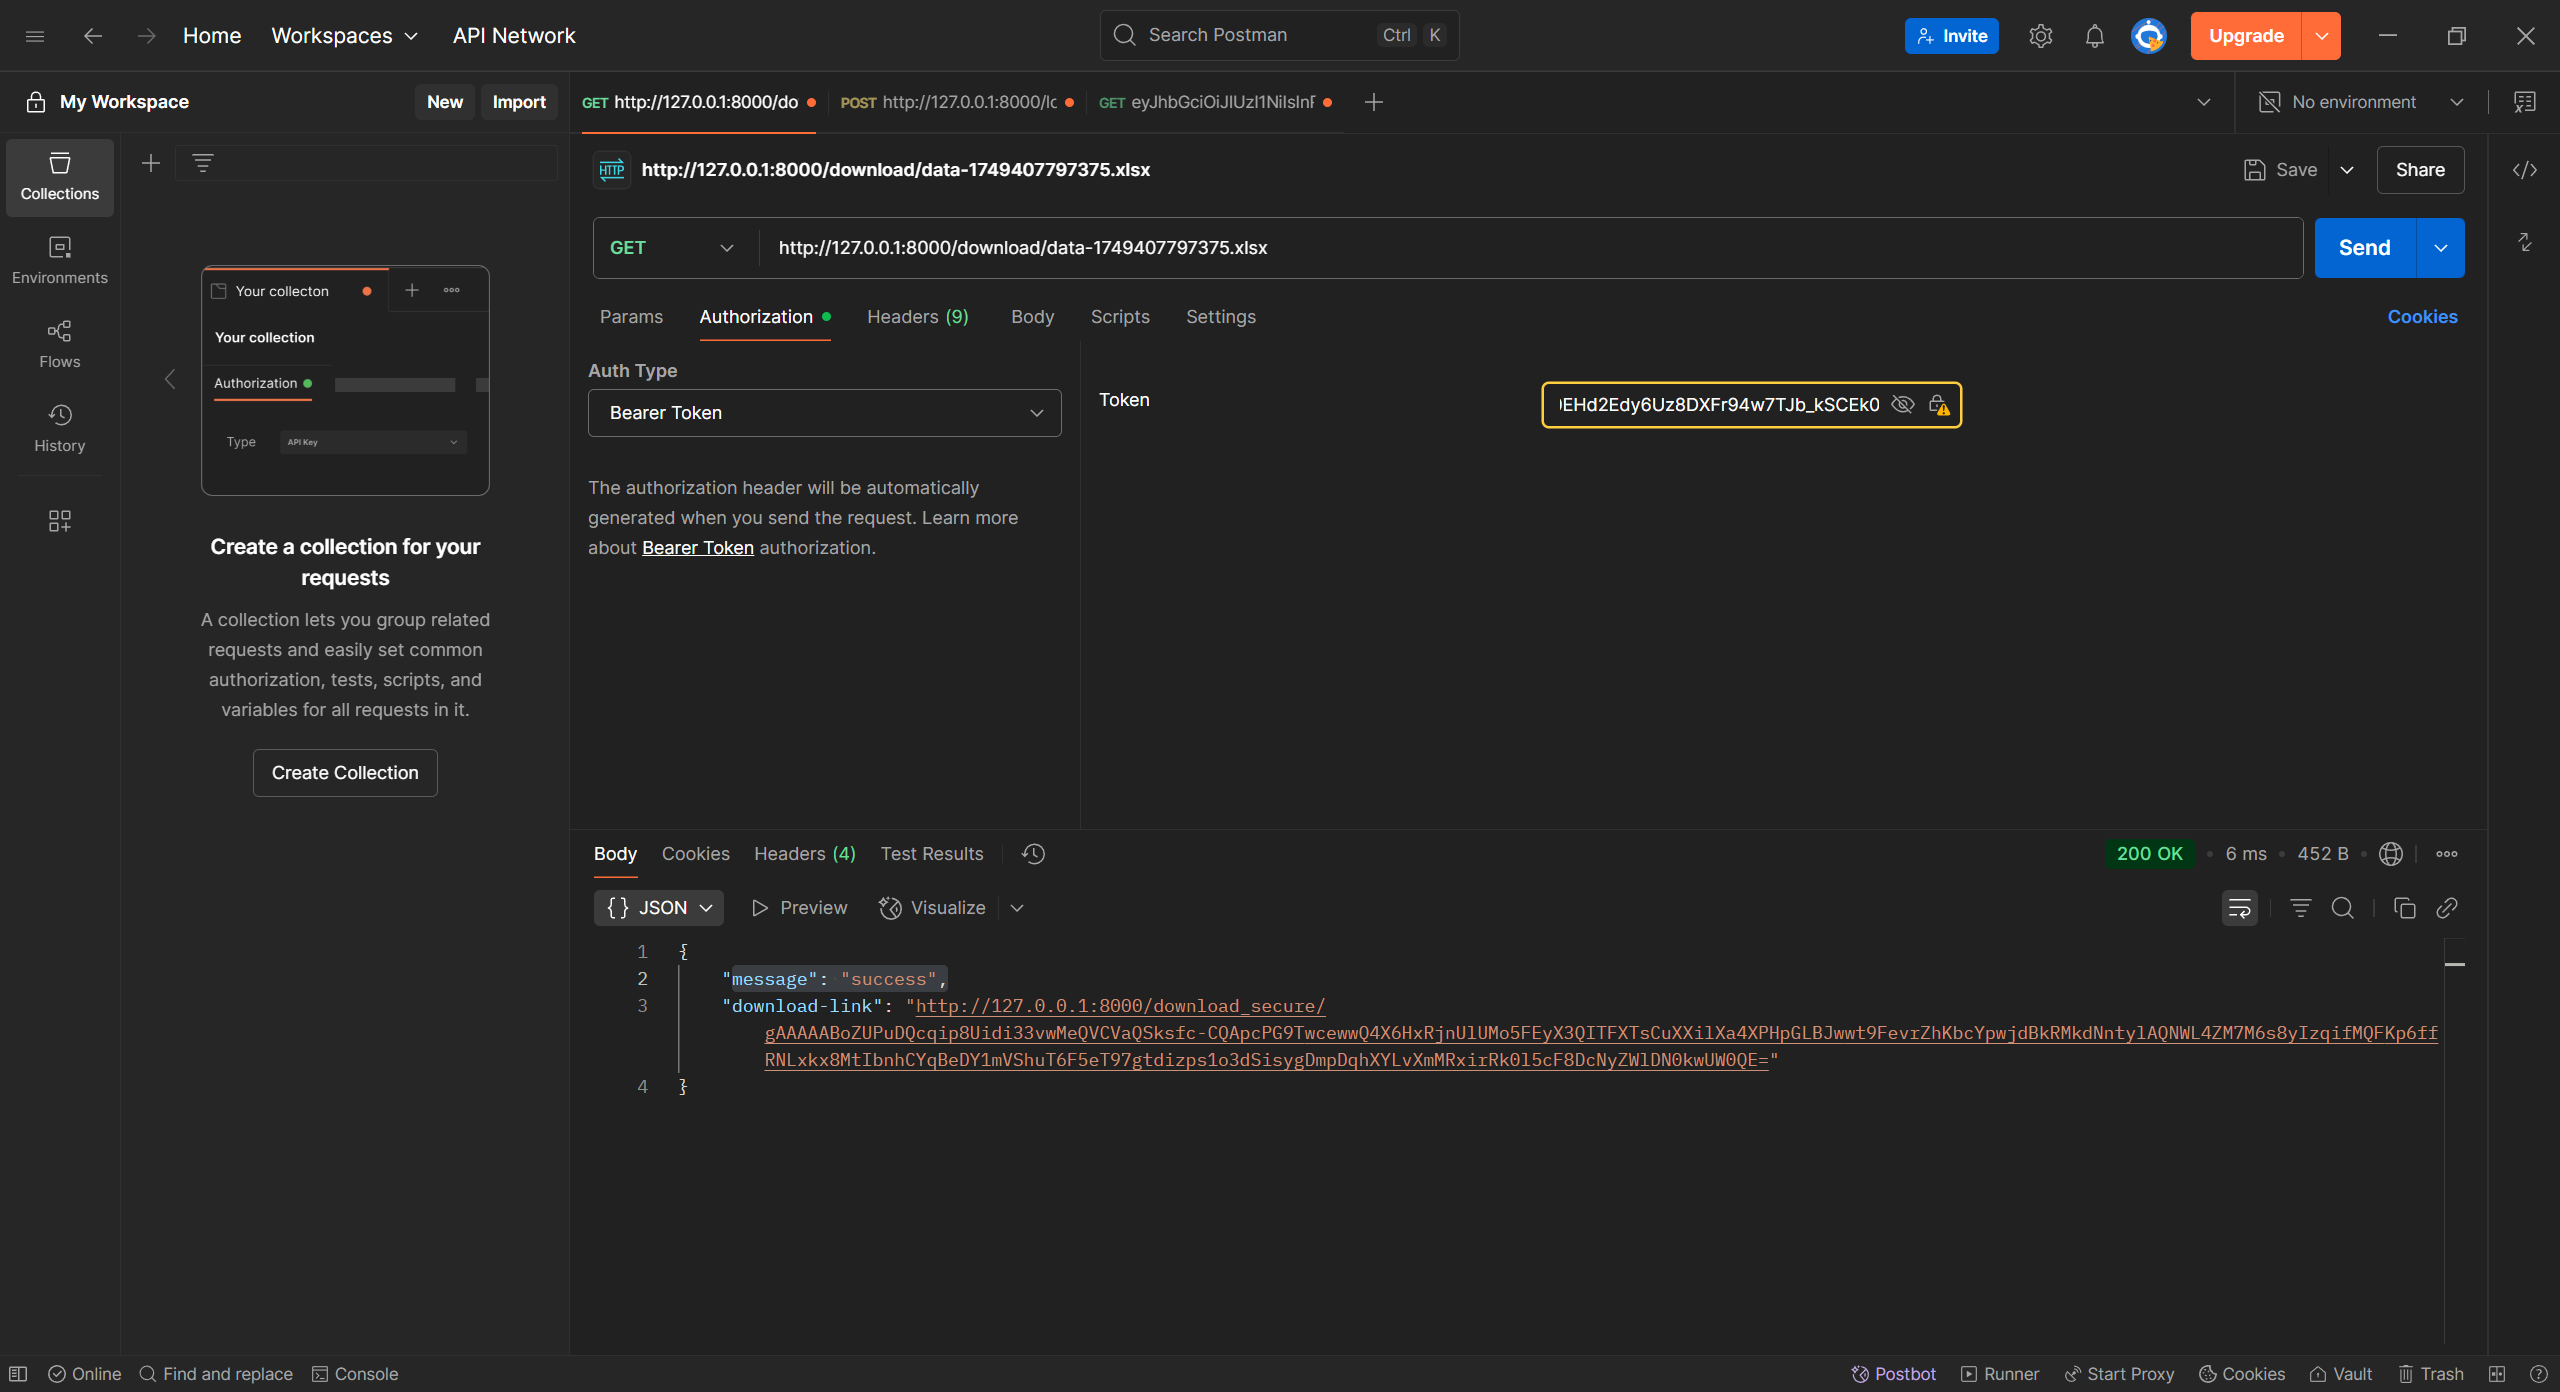 Home
Workspaces
API Network
Search Postman
Ctrl K
Invite
Upgrade
My Workspace
New
Import
GET http://127.0.0.1:8000/do
POST http://127.0.0.1:8000/lc
GET eyJhbGciOiJIUzI1NiIsInF
No environment
Collections
Environments
Flows
History
Your collecton
Your collection
Authorization
Type
API Key
Create a collection for your
requests
A collection lets you group related
requests and easily set common
authorization, tests, scripts, and
variables for all requests in it.
Create Collection
HTTP
http://127.0.0.1:8000/download/data-1749407797375.xlsx
Save
Share
GET
http://127.0.0.1:8000/download/data-1749407797375.xlsx
Send
Params
Authorization
Headers (9)
Body
Scripts
Settings
Cookies
Auth Type
Bearer Token
The authorization header will be automatically
generated when you send the request. Learn more
about Bearer Token authorization.
Token
EHd2Edy6Uz8DXFr94w7TJb_kSCEk0
Body
Cookies
Headers (4)
Test Results
200 OK
6 ms
452 B
{} JSON
Preview
Visualize
1 {
2 "message": "success",
3 "download-link": "http://127.0.0.1:8000/download_secure/
gAAAAABoZUPuDQcqip8Uidi33vwMeQVCVaQSksfc-CQApcPG9TwcewwQ4X6HxRjnUlUMo5FEyX3QITFXTsCuXXilXa4XPHpGLBJwwt9FevrZhKbcYpwjdBkRMkdNntylAQNWL4ZM7M6s8yIzqifMQFKp6ff
RNLxkx8MtIbnhCYqBeDY1mVShuT6F5eT97gtdizps1o3dSisygDmpDqhXYLvXmMRxirRk0l5cF8DcNyZWlDN0kwUW0QE="
4 }
Online
Find and replace
Console
Postbot
Runner
Start Proxy
Cookies
Vault
Trash